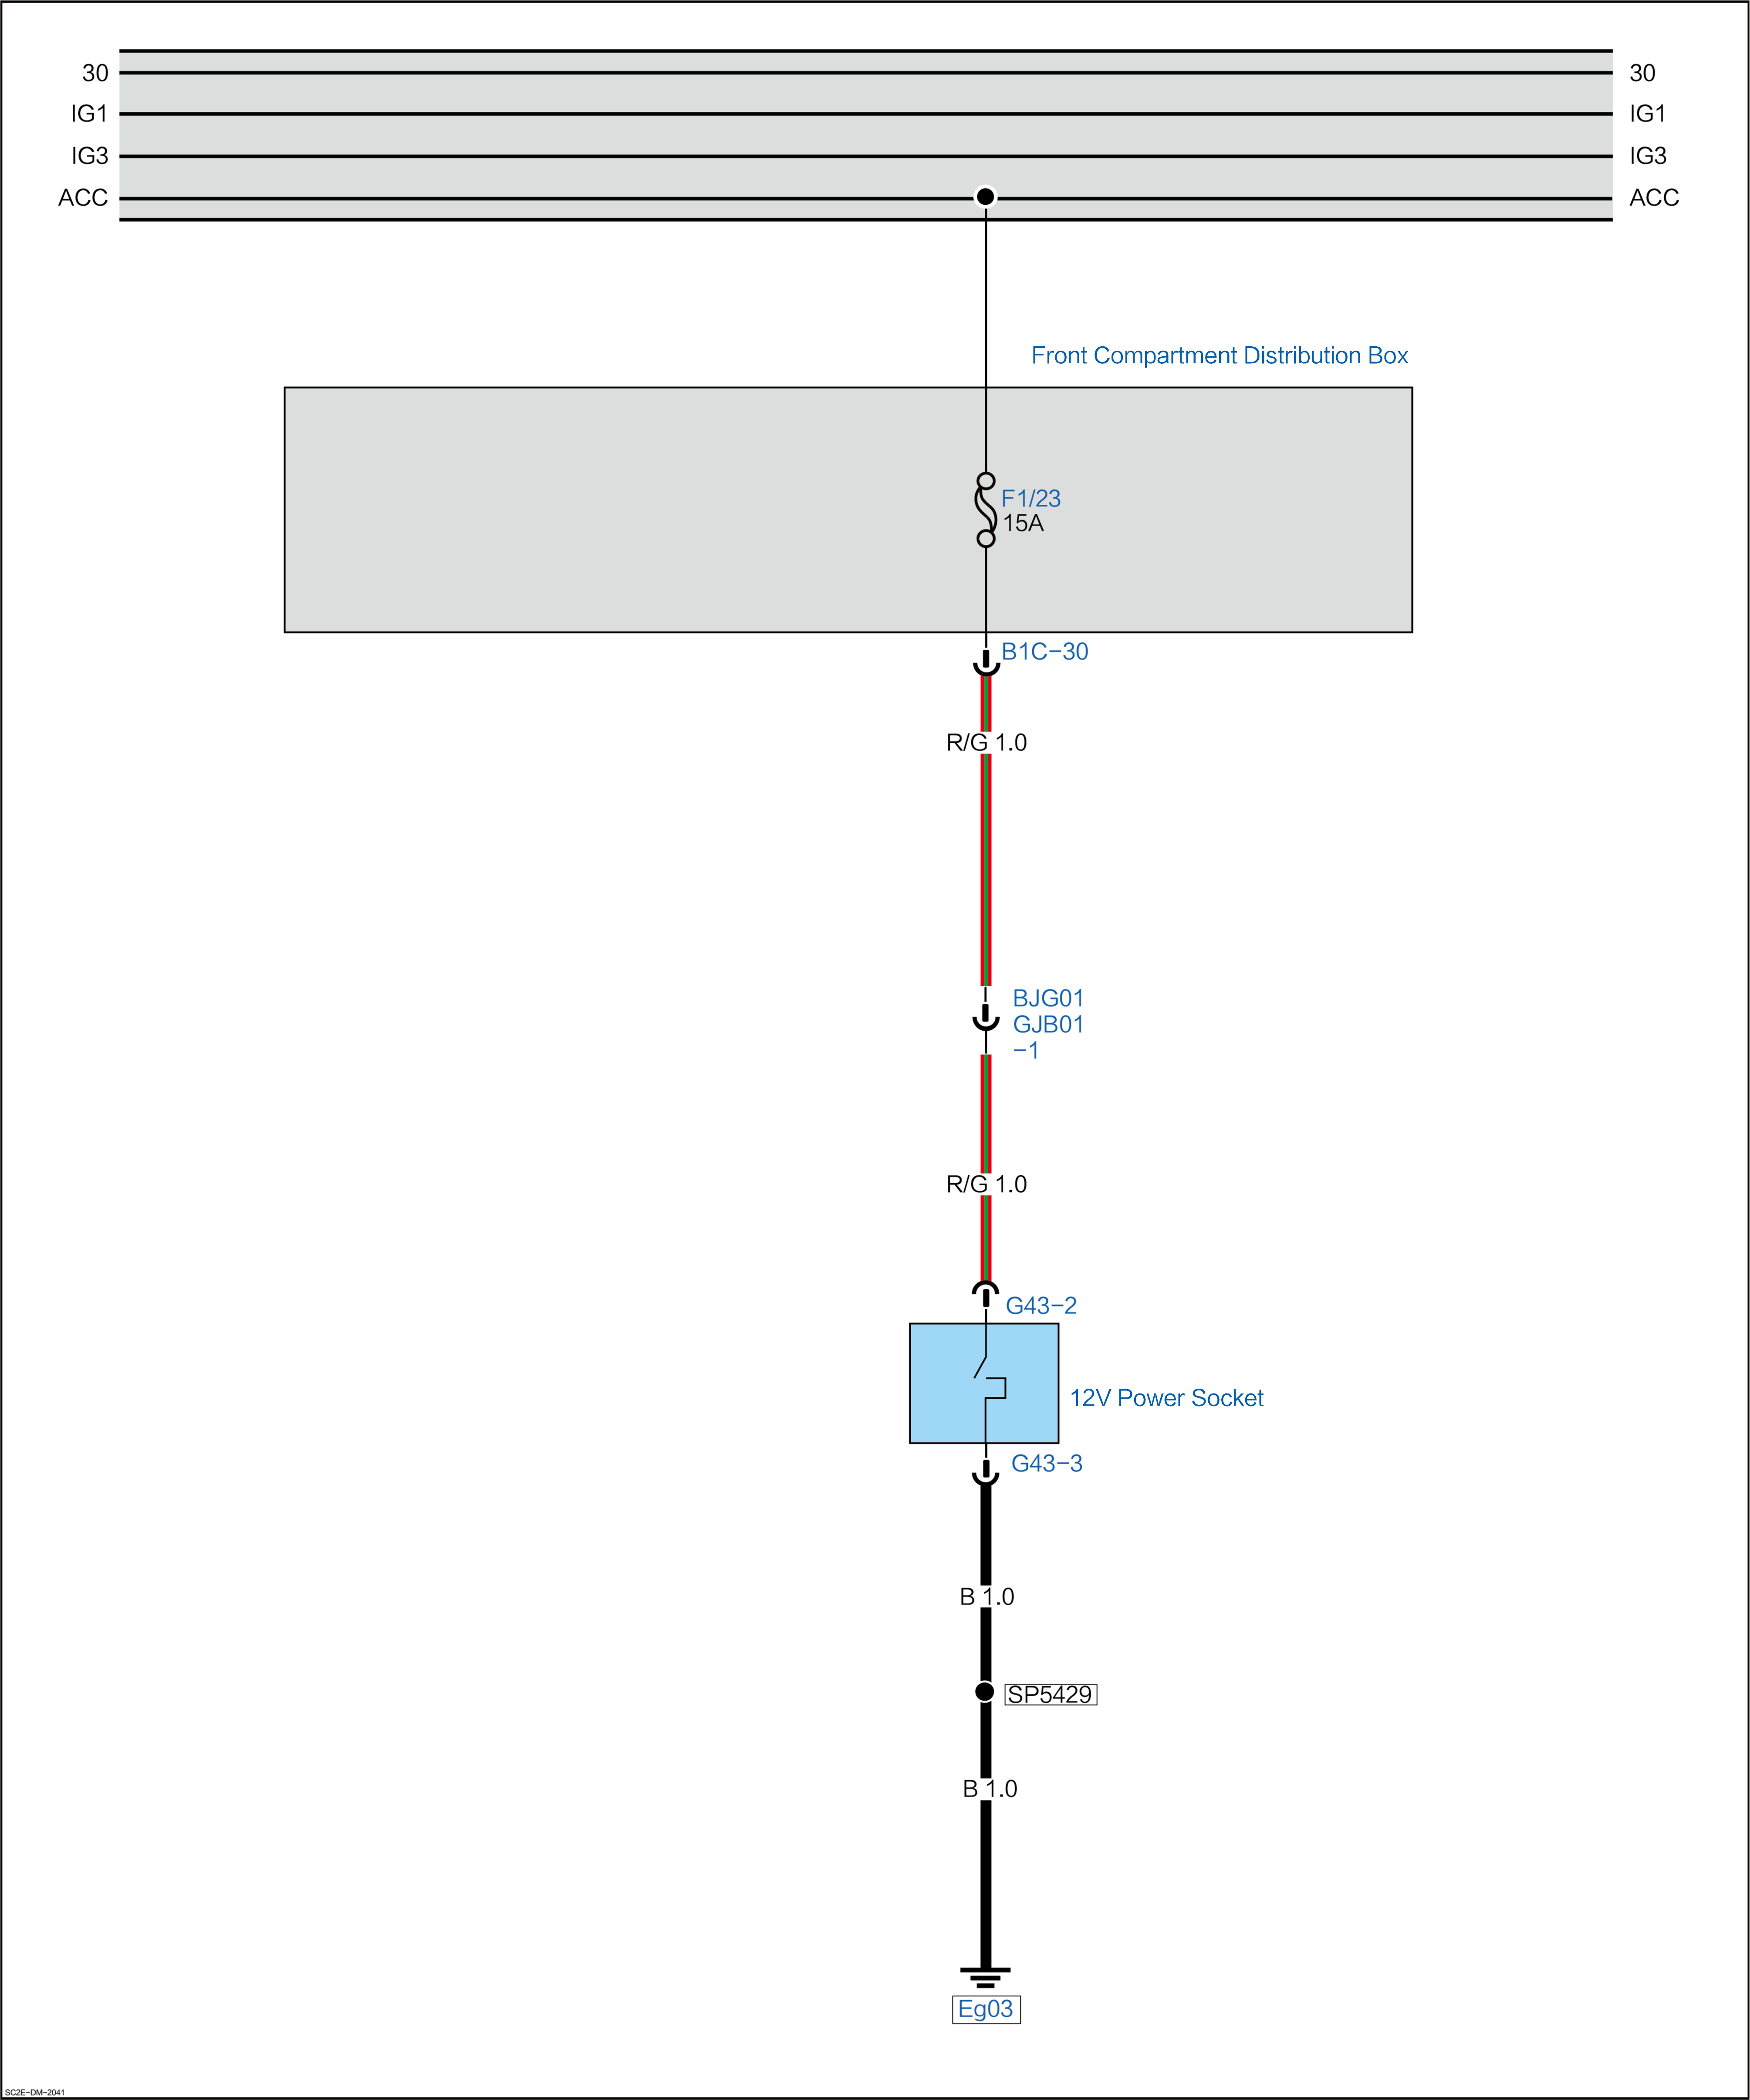 30 30
IG1 IG1
IG3 IG3
ACC ACC
Front Compartment Distribution Box
F1/23
15A
B1C-30
R/G 1.0
BJG01
GJB01
-1
R/G 1.0
G43-2
12V Power Socket
G43-3
B 1.0
SP5429
B 1.0
Eg03
SC2E-DM-2041